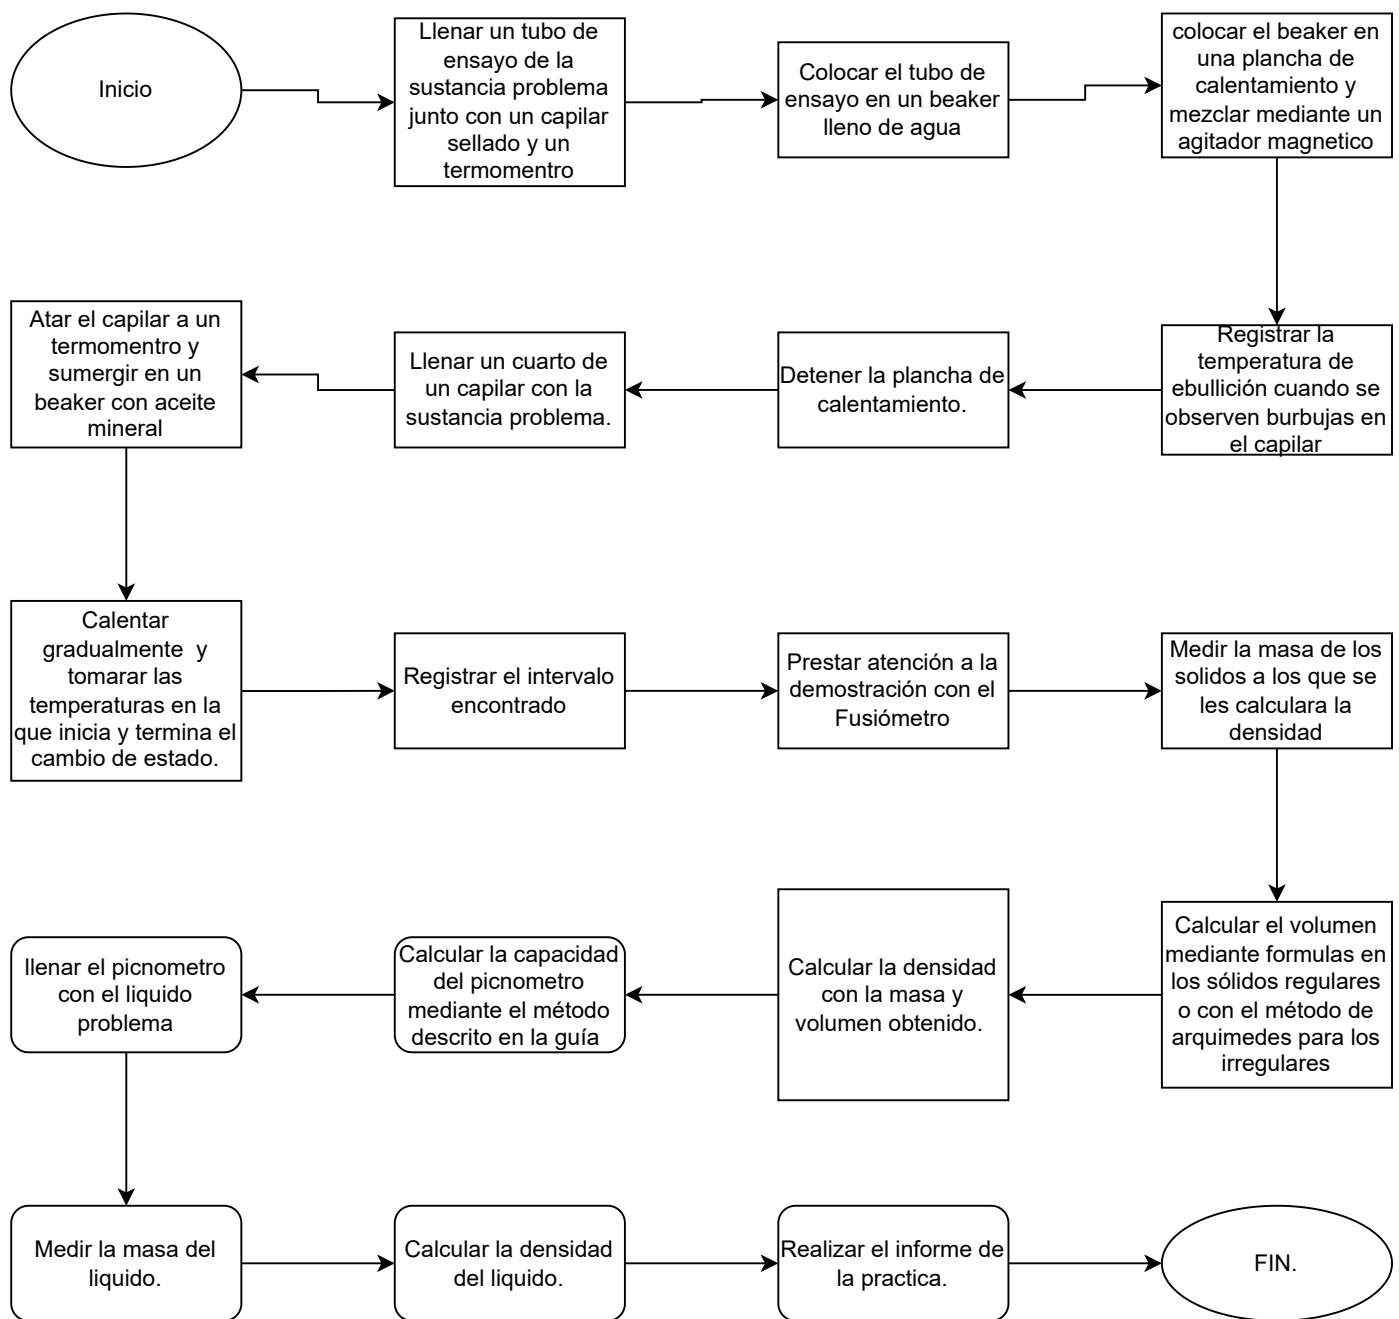 Inicio
Llenar un tubo de
ensayo de la
sustancia problema
junto con un capilar
sellado y un
termomentro
Colocar el tubo de
ensayo en un beaker
lleno de agua
colocar el beaker en
una plancha de
calentamiento y
mezclar mediante un
agitador magnetico
Registrar la
temperatura de
ebullición cuando se
observen burbujas en
el capilar
Detener la plancha de
calentamiento.
Llenar un cuarto de
un capilar con la
sustancia problema.
Atar el capilar a un
termomentro y
sumergir en un
beaker con aceite
mineral
Calentar
gradualmente  y
tomarar las
temperaturas en la
que inicia y termina el
cambio de estado.
Registrar el intervalo
encontrado
Prestar atención a la
demostración con el
Fusiómetro
Medir la masa de los
solidos a los que se
les calculara la
densidad
Calcular el volumen
mediante formulas en
los sólidos regulares
o con el método de
arquimedes para los
irregulares
Calcular la densidad
con la masa y
volumen obtenido.
Calcular la capacidad
del picnometro
mediante el método
descrito en la guía
llenar el picnometro
con el liquido
problema
Medir la masa del
liquido.
Calcular la densidad
del liquido.
Realizar el informe de
la practica.
FIN.